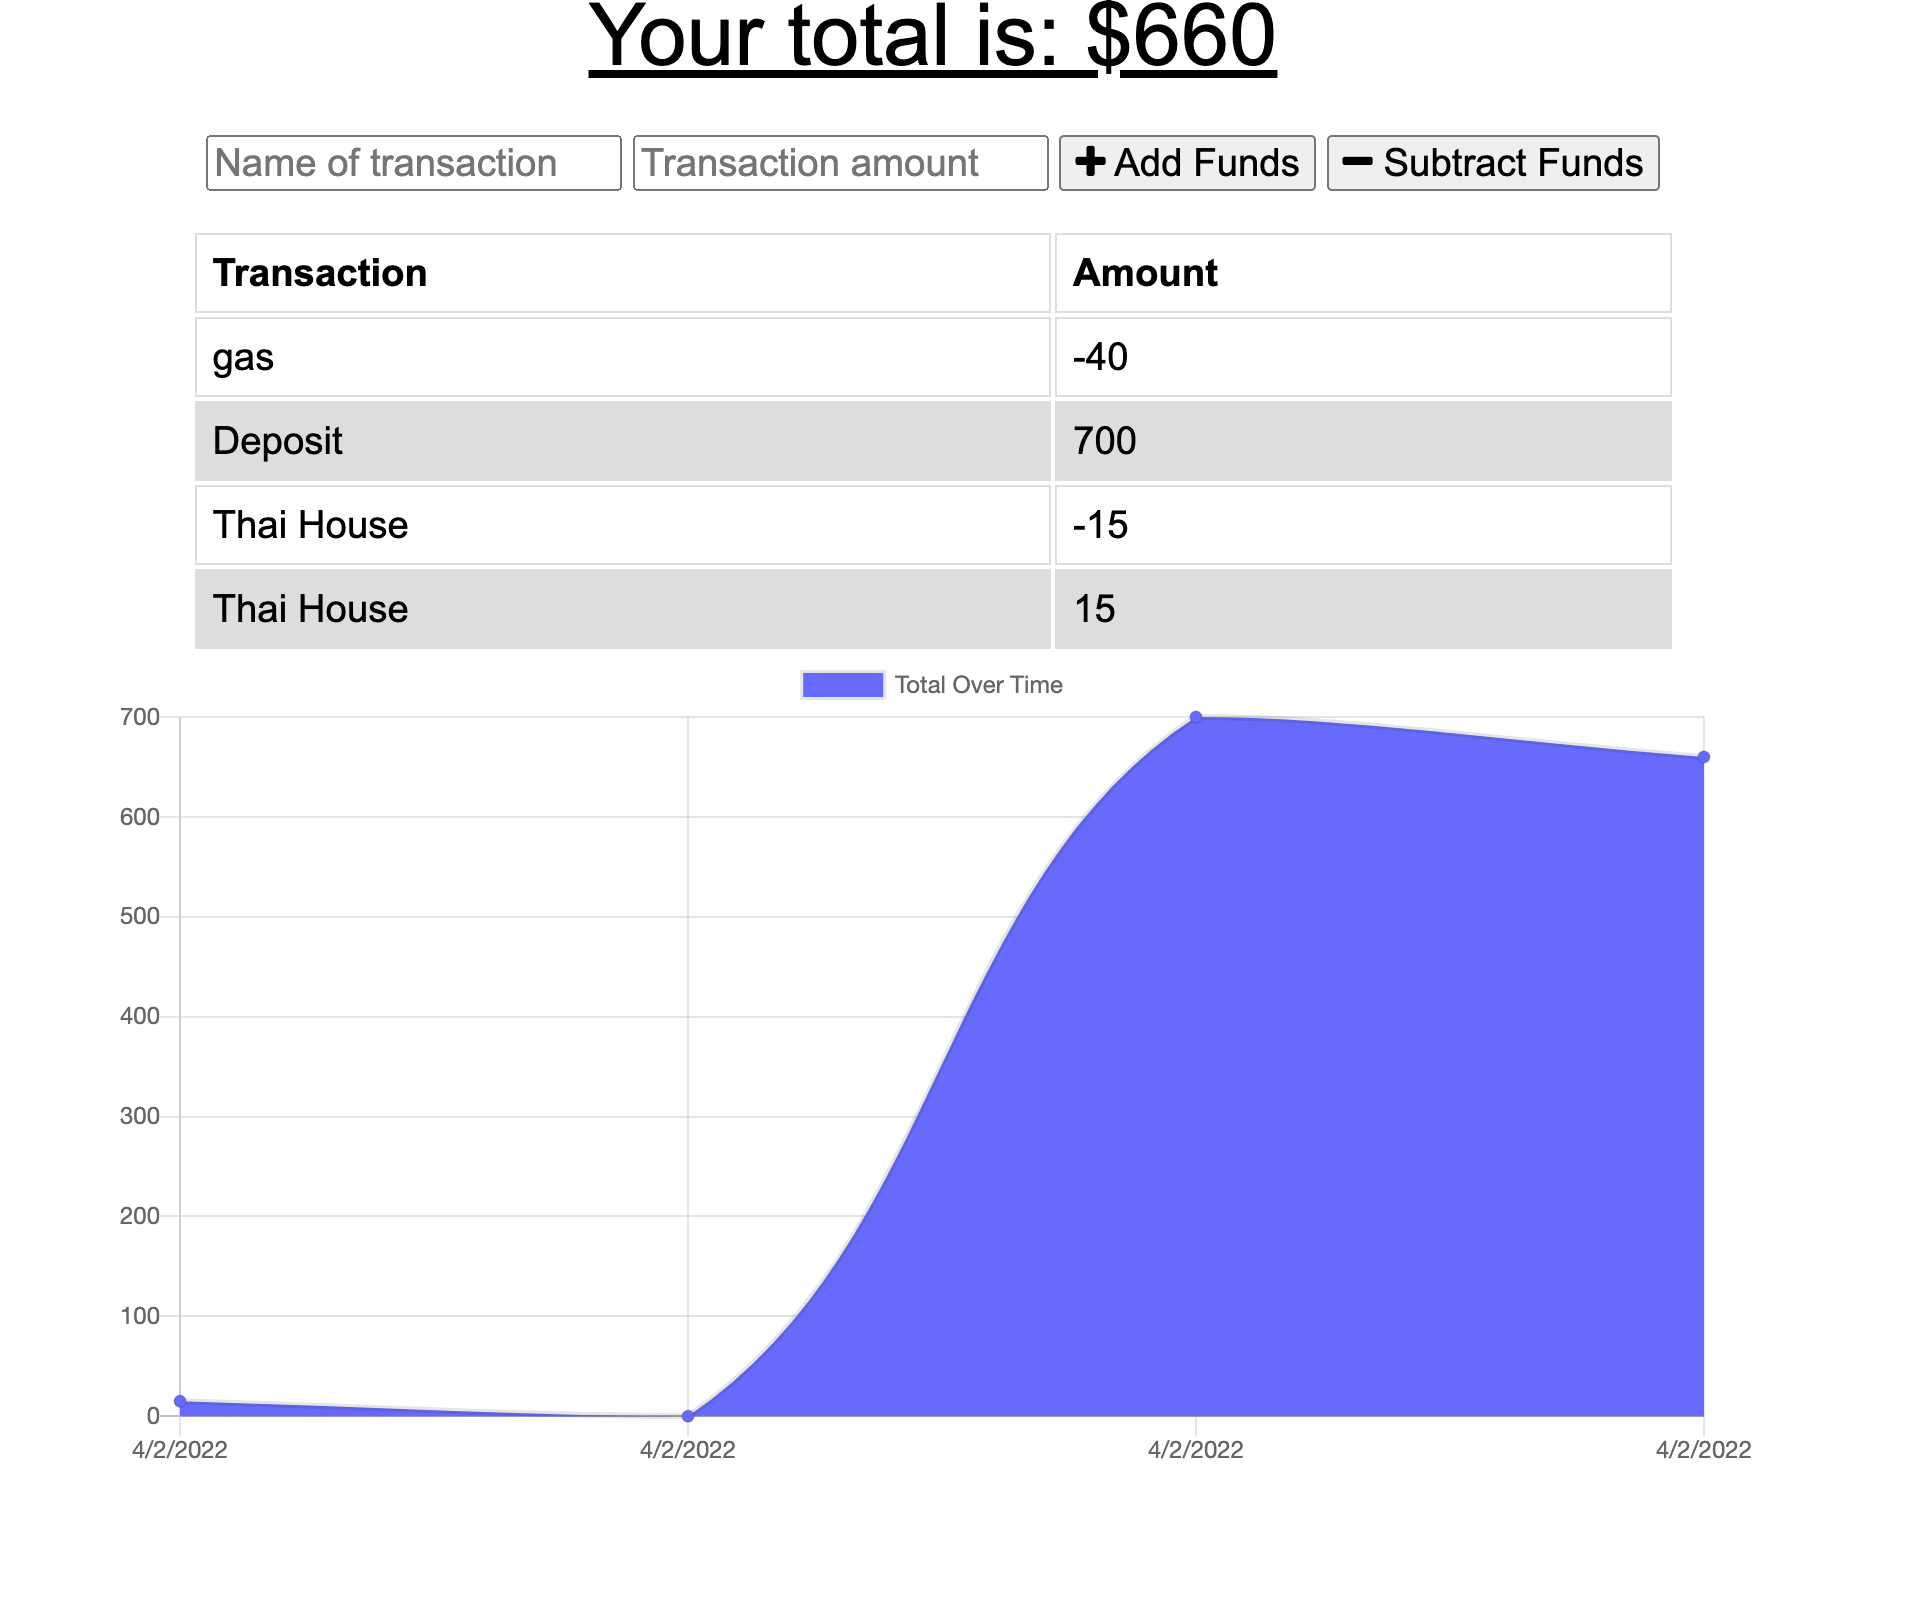 Your total is: $660
Name of transaction Transaction amount Add Funds Subtract Funds
Transaction Amount
gas -40
Deposit 700
Thai House -15
Thai House 15
Total Over Time
700
600
500
400
300
200
100
0
4/2/2022 4/2/2022 4/2/2022 4/2/2022